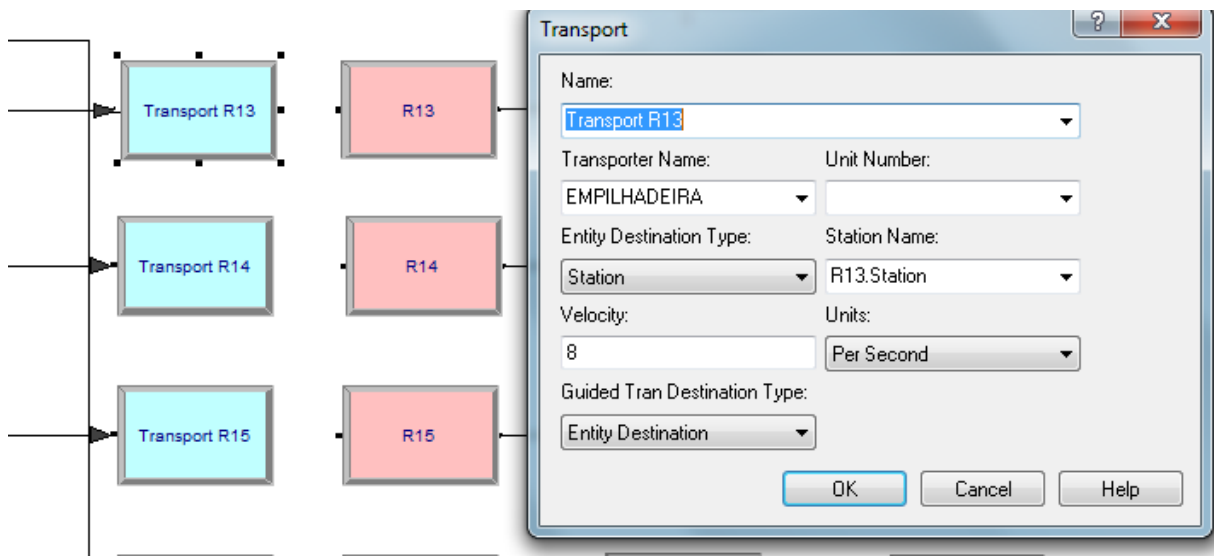 Transport R13
R13
Transport R14
R14
Transport R15
R15
Transport
?
X
Name:
Transport R13
Transporter Name: Unit Number:
EMPILHADEIRA
Entity Destination Type: Station Name:
Station R13.Station
Velocity: Units:
8 Per Second
Guided Tran Destination Type:
Entity Destination
OK Cancel Help